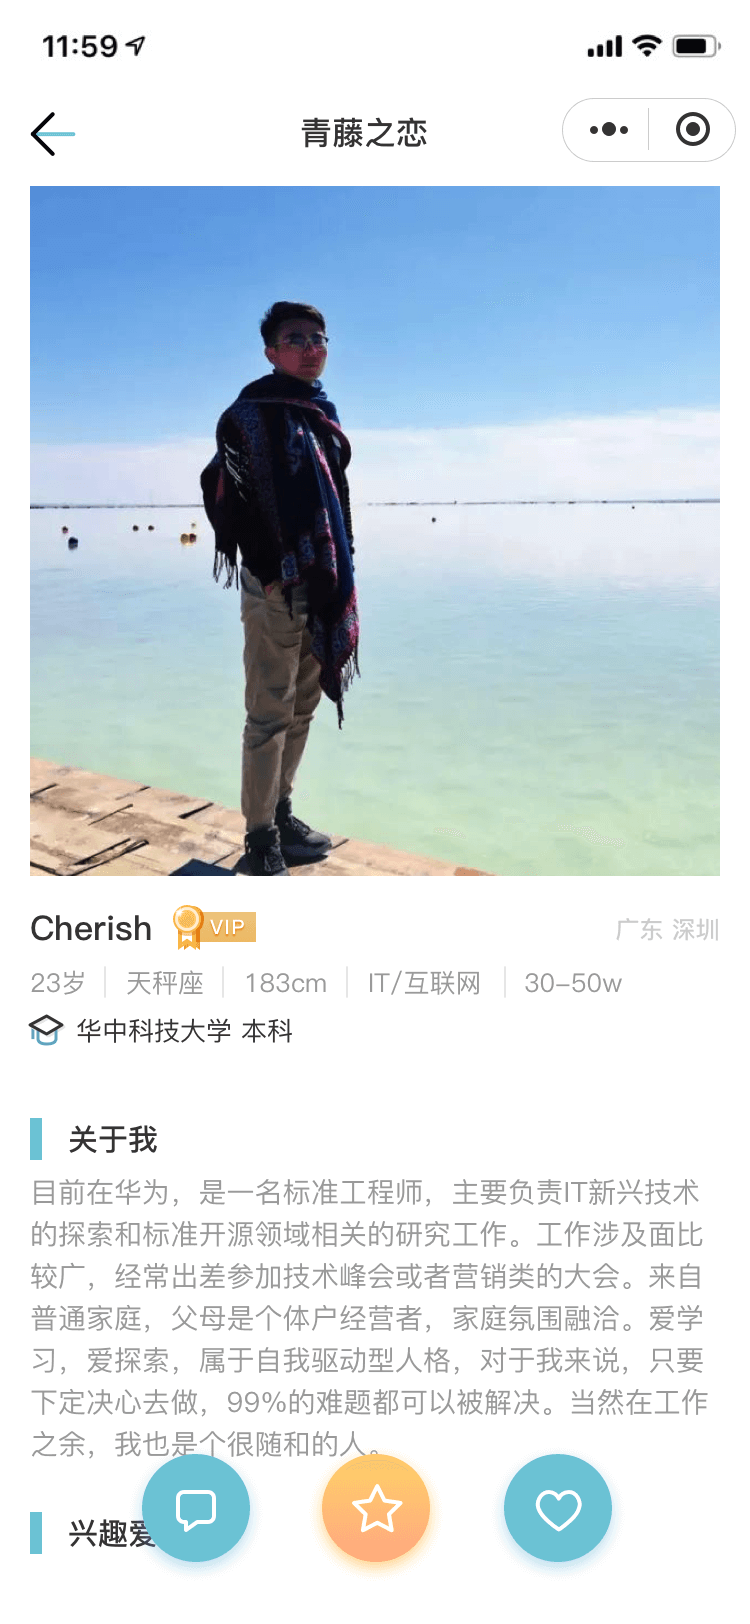 11:59
青藤之恋
Cherish VIP 广东 深圳
23岁 天秤座 183cm IT/互联网 30-50w
华中科技大学 本科
关于我
目前在华为，是一名标准工程师，主要负责IT新兴技术
的探索和标准开源领域相关的研究工作。工作涉及面比
较广，经常出差参加技术峰会或者营销类的大会。来自
普通家庭，父母是个体户经营者，家庭氛围融洽。爱学
习，爱探索，属于自我驱动型人格，对于我来说，只要
下定决心去做，99%的难题都可以被解决。当然在工作
之余，我也是个很随和的人。
兴趣爱